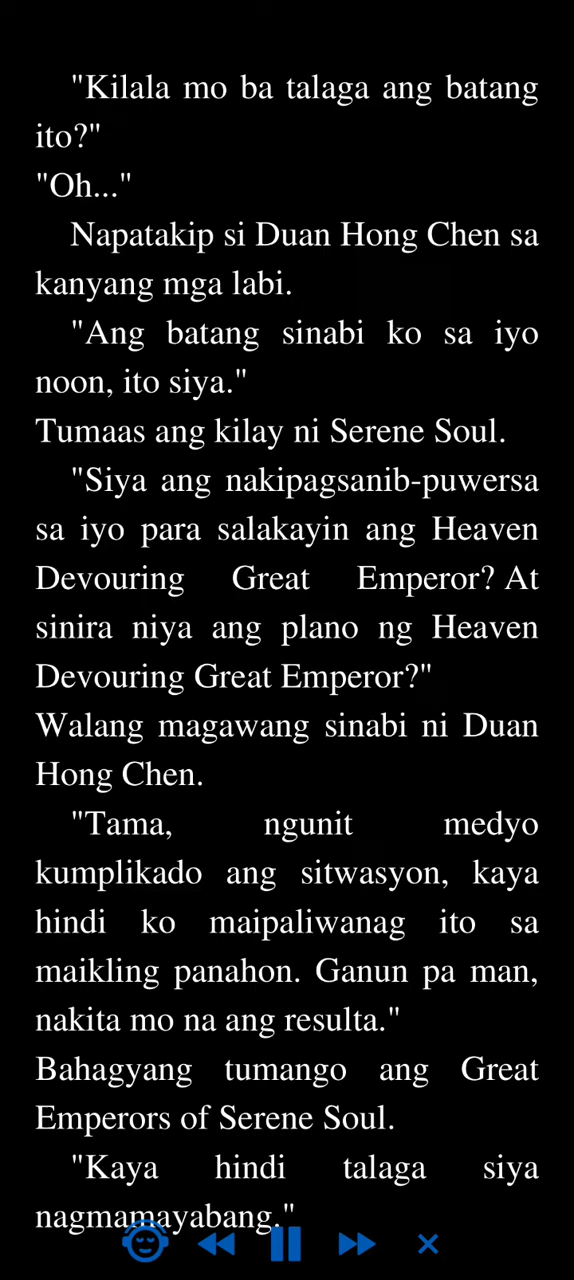 "Kilala mo ba talaga ang batang
ito?"
"Oh..."
Napatakip si Duan Hong Chen sa
kanyang mga labi.
"Ang batang sinabi ko sa iyo
noon, ito siya."
Tumaas ang kilay ni Serene Soul.
"Siya ang nakipagsanib-puwersa
sa iyo para salakayin ang Heaven
Devouring Great Emperor? At
sinira niya ang plano ng Heaven
Devouring Great Emperor?"
Walang magawang sinabi ni Duan
Hong Chen.
"Tama, ngunit medyo
kumplikado ang sitwasyon, kaya
hindi ko maipaliwanag ito sa
maikling panahon. Ganun pa man,
nakita mo na ang resulta."
Bahagyang tumango ang Great
Emperors of Serene Soul.
"Kaya hindi talaga siya
nagmamayabang."